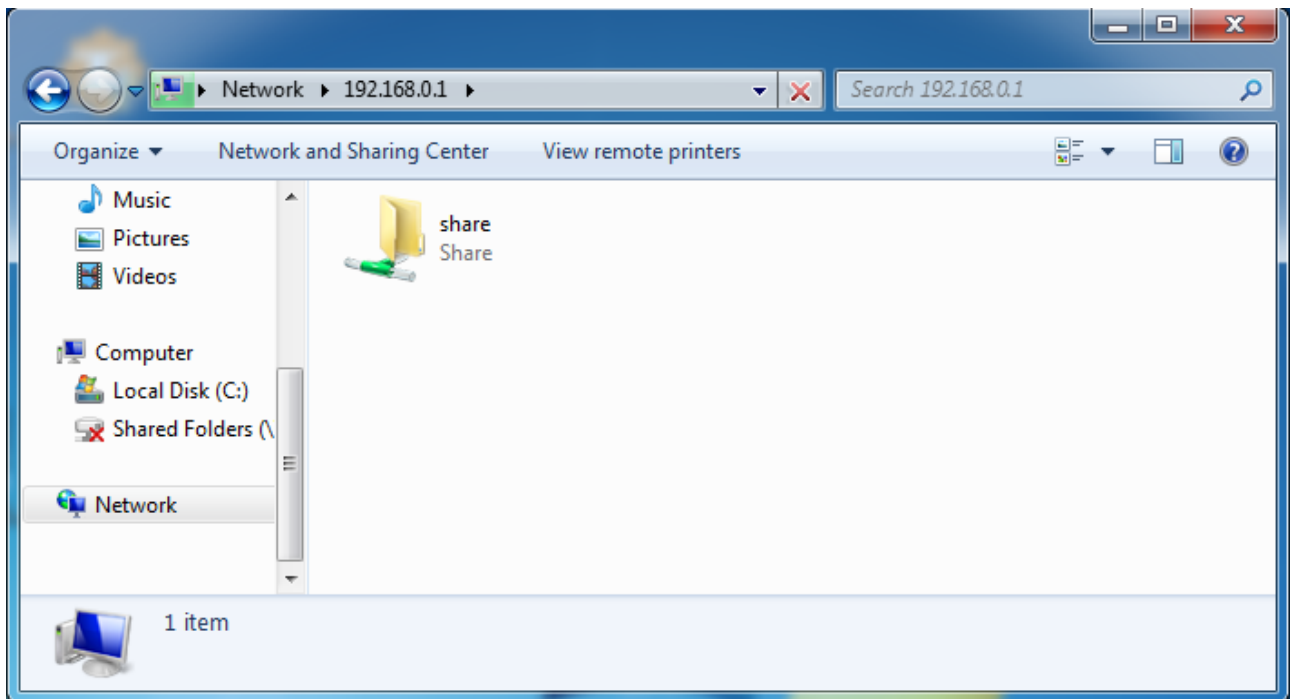 Network 192.168.0.1
Search 192.168.0.1
Organize Network and Sharing Center View remote printers
Music
Pictures
Videos
Computer
Local Disk (C:)
Shared Folders (\
Network
share
Share
1 item